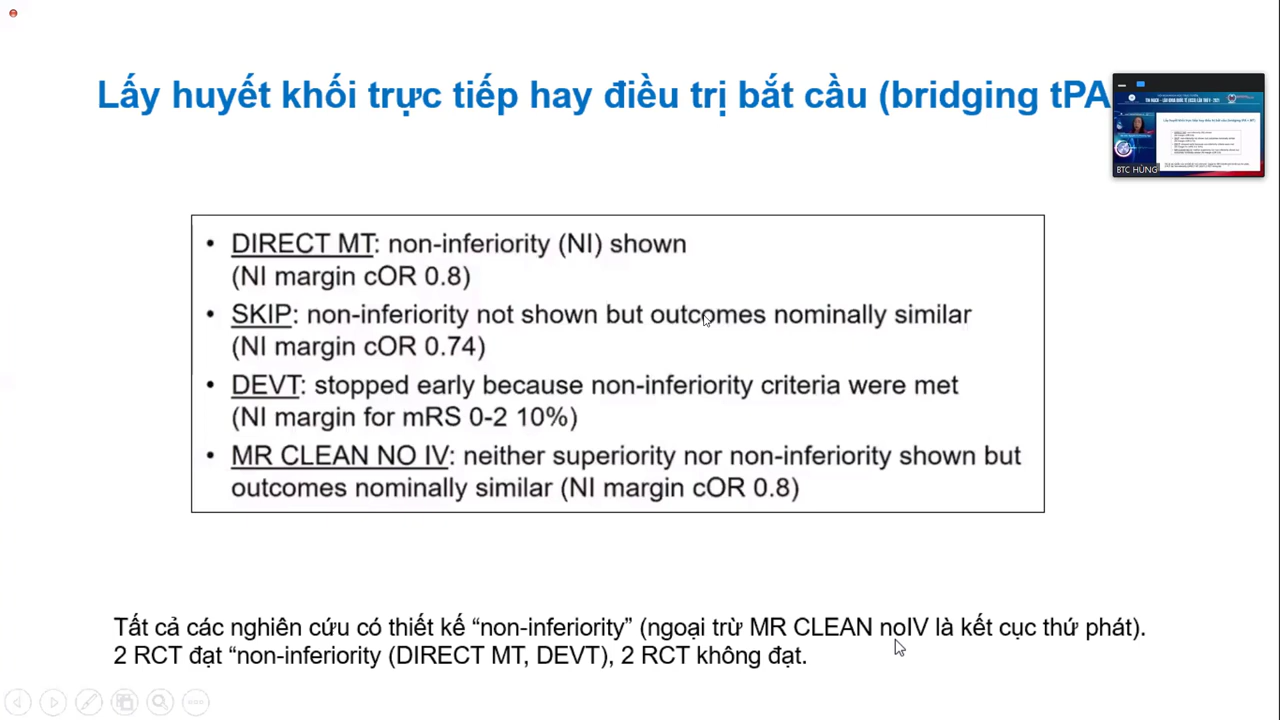 Lấy huyết khối trực tiếp hay điều trị bắt cầu (bridging tPA
BTC HÙNG
• DIRECT MT: non-inferiority (NI) shown
(NI margin cOR 0.8)
• SKIP: non-inferiority not shown but outcomes nominally similar
(NI margin cOR 0.74)
• DEVT: stopped early because non-inferiority criteria were met
(NI margin for mRS 0-2 10%)
• MR CLEAN NO IV: neither superiority nor non-inferiority shown but
outcomes nominally similar (NI margin cOR 0.8)
Tất cả các nghiên cứu có thiết kế “non-inferiority” (ngoại trừ MR CLEAN noIV là kết cục thứ phát).
2 RCT đạt “non-inferiority (DIRECT MT, DEVT), 2 RCT không đạt.